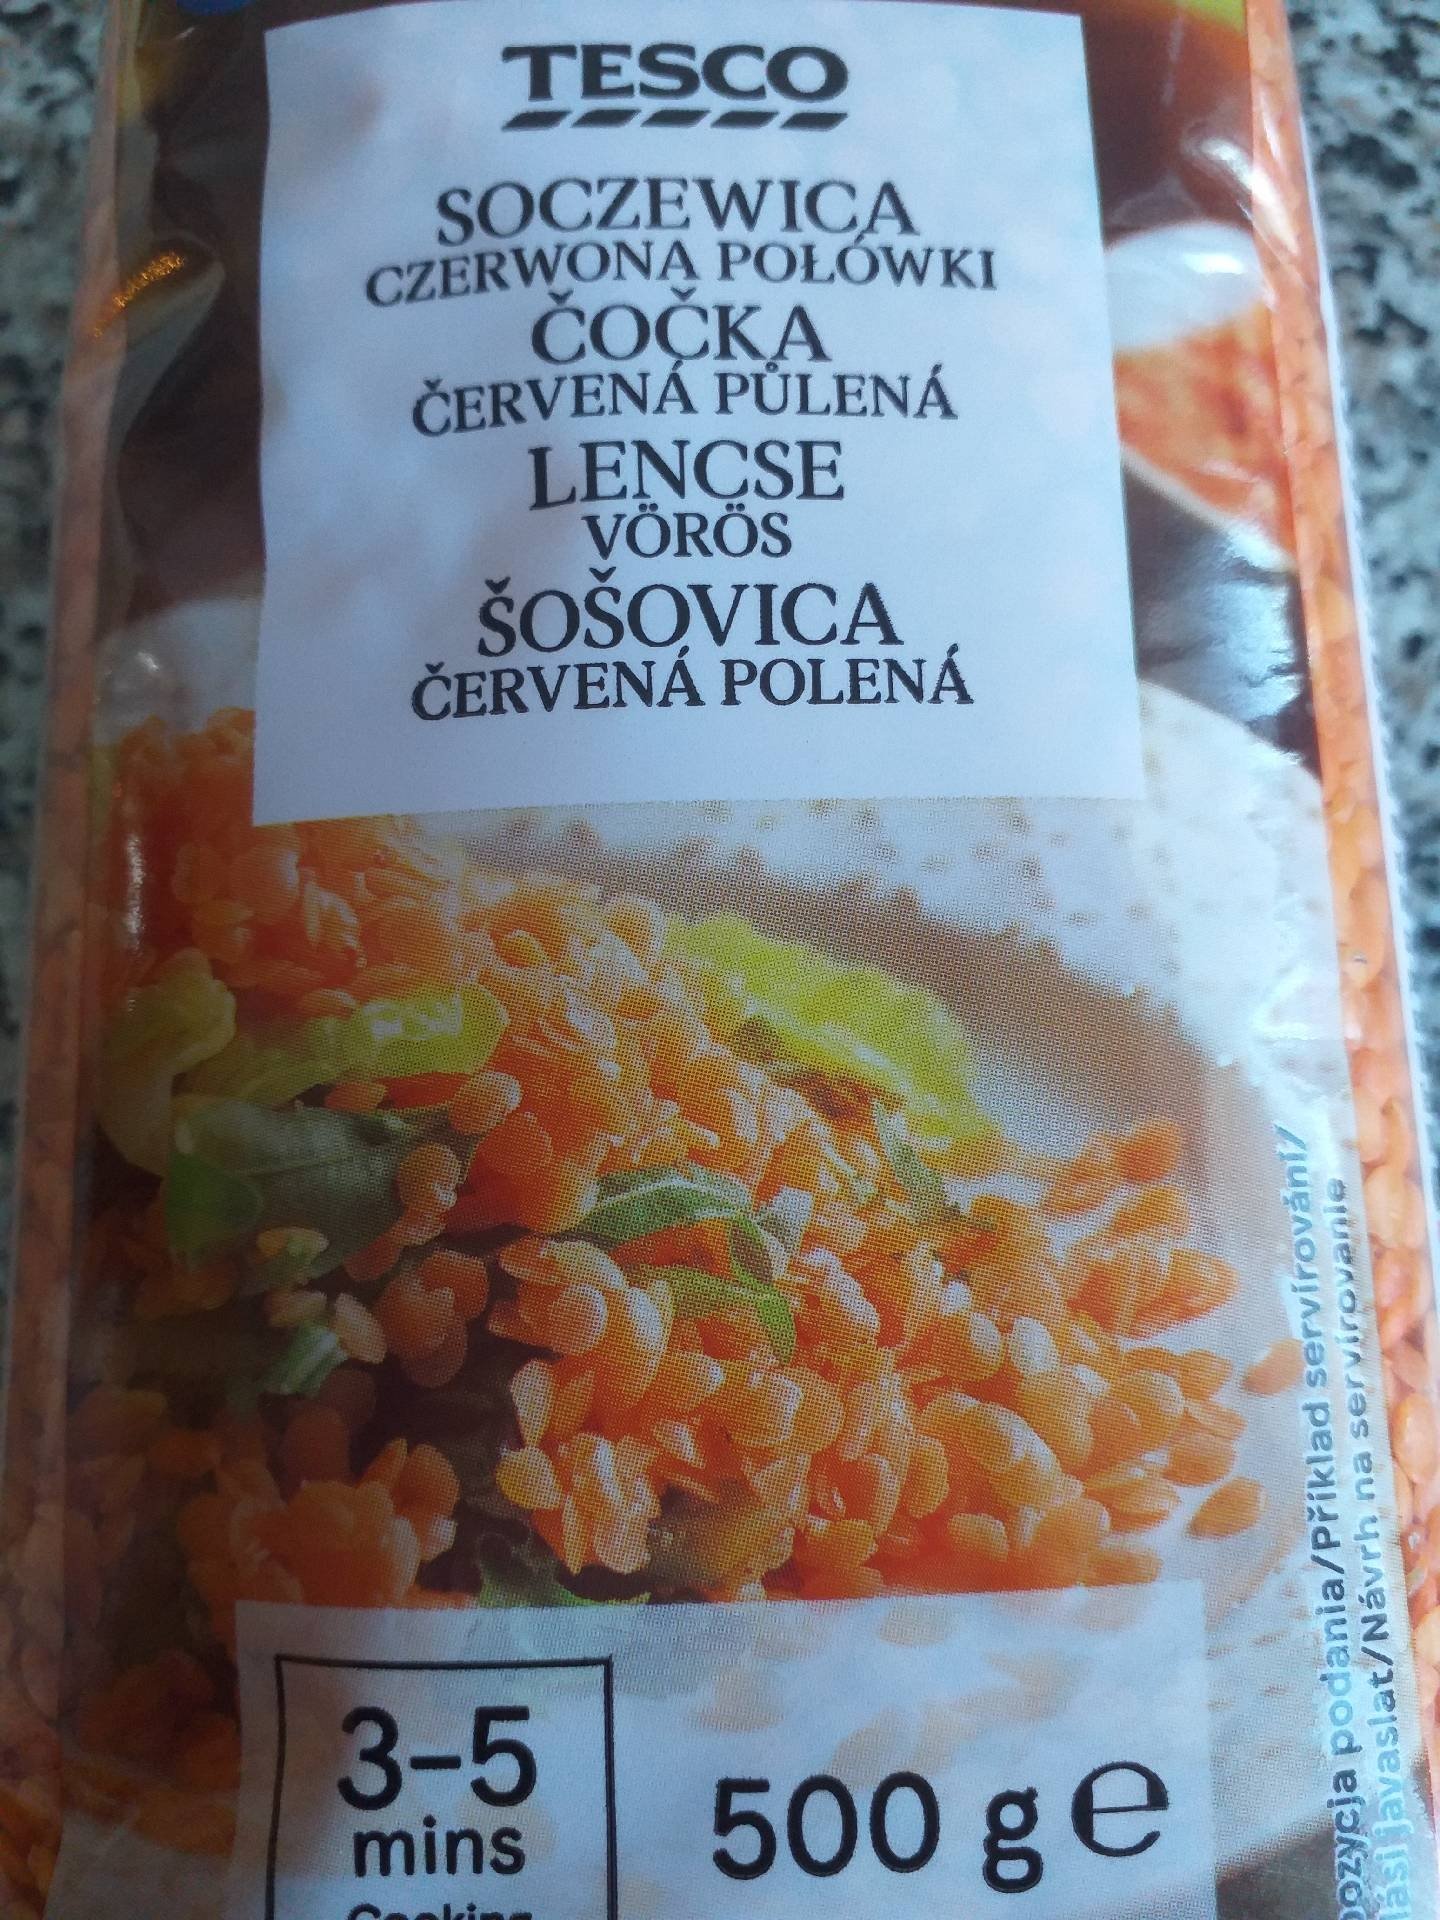 TESCO
SOCZEWICA
CZERWONA POŁÓWKI
ČOČKA
ČERVENÁ PŮLENÁ
LENCSE
VÖRÖS
ŠOŠOVICA
ČERVENÁ POLENÁ
3-5
mins
Cooking
500 g e
podania/Příklad servírování/
javaslat/Návrh na servírovanie